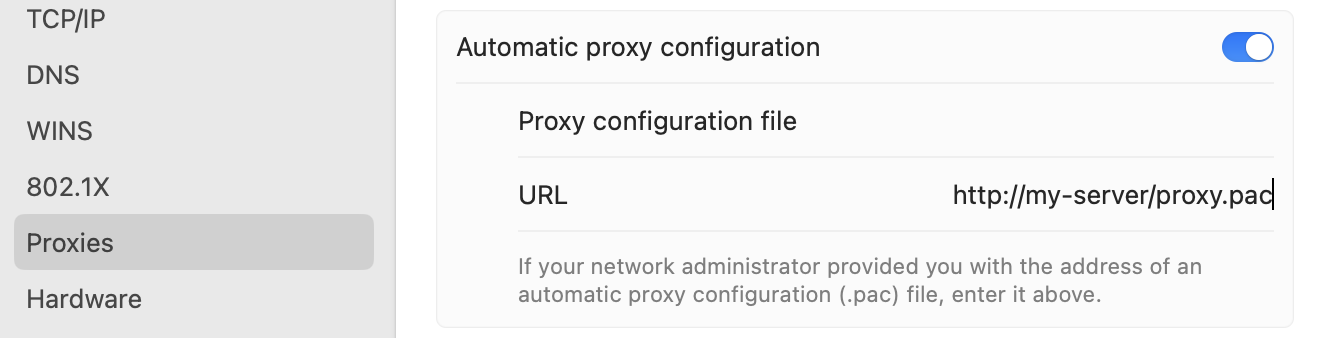 TCP/IP
DNS
WINS
802.1X
Proxies
Hardware
Automatic proxy configuration
Proxy configuration file
URL http://my-server/proxy.pac
If your network administrator provided you with the address of an
automatic proxy configuration (.pac) file, enter it above.